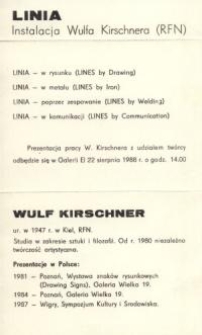 LINIA
Instalacja Wulfa Kirschnera (RFN)
LINIA — w rysunku (LINES by Drawing)
LINIA — w metalu (LINES by Iron)
LINIA — poprzez zespawanie (LINES by Welding)
LINIA — w komunikacji (LINES by Communication)
Prezentacja pracy W. Kirschnera z udziałem twórcy
odbędzie się w Galerii El 22 sierpnia 1988 r. o godz. 14.00
WULF KIRSCHNER
ur. w 1947 r. w Kiel, RFN.
Studia w zakresie sztuki i filozofii. Od r. 1980 niezależna
twórczość artystyczna.
Prezentacje w Polsce:
1981 — Poznań, Wystawa znaków rysunkowych
(Drawing Signs), Galeria Wielka 19.
1984 — Poznań, Galeria Wielka 19.
1987 — Wigry, Sympozjum Kultury i Środowiska.